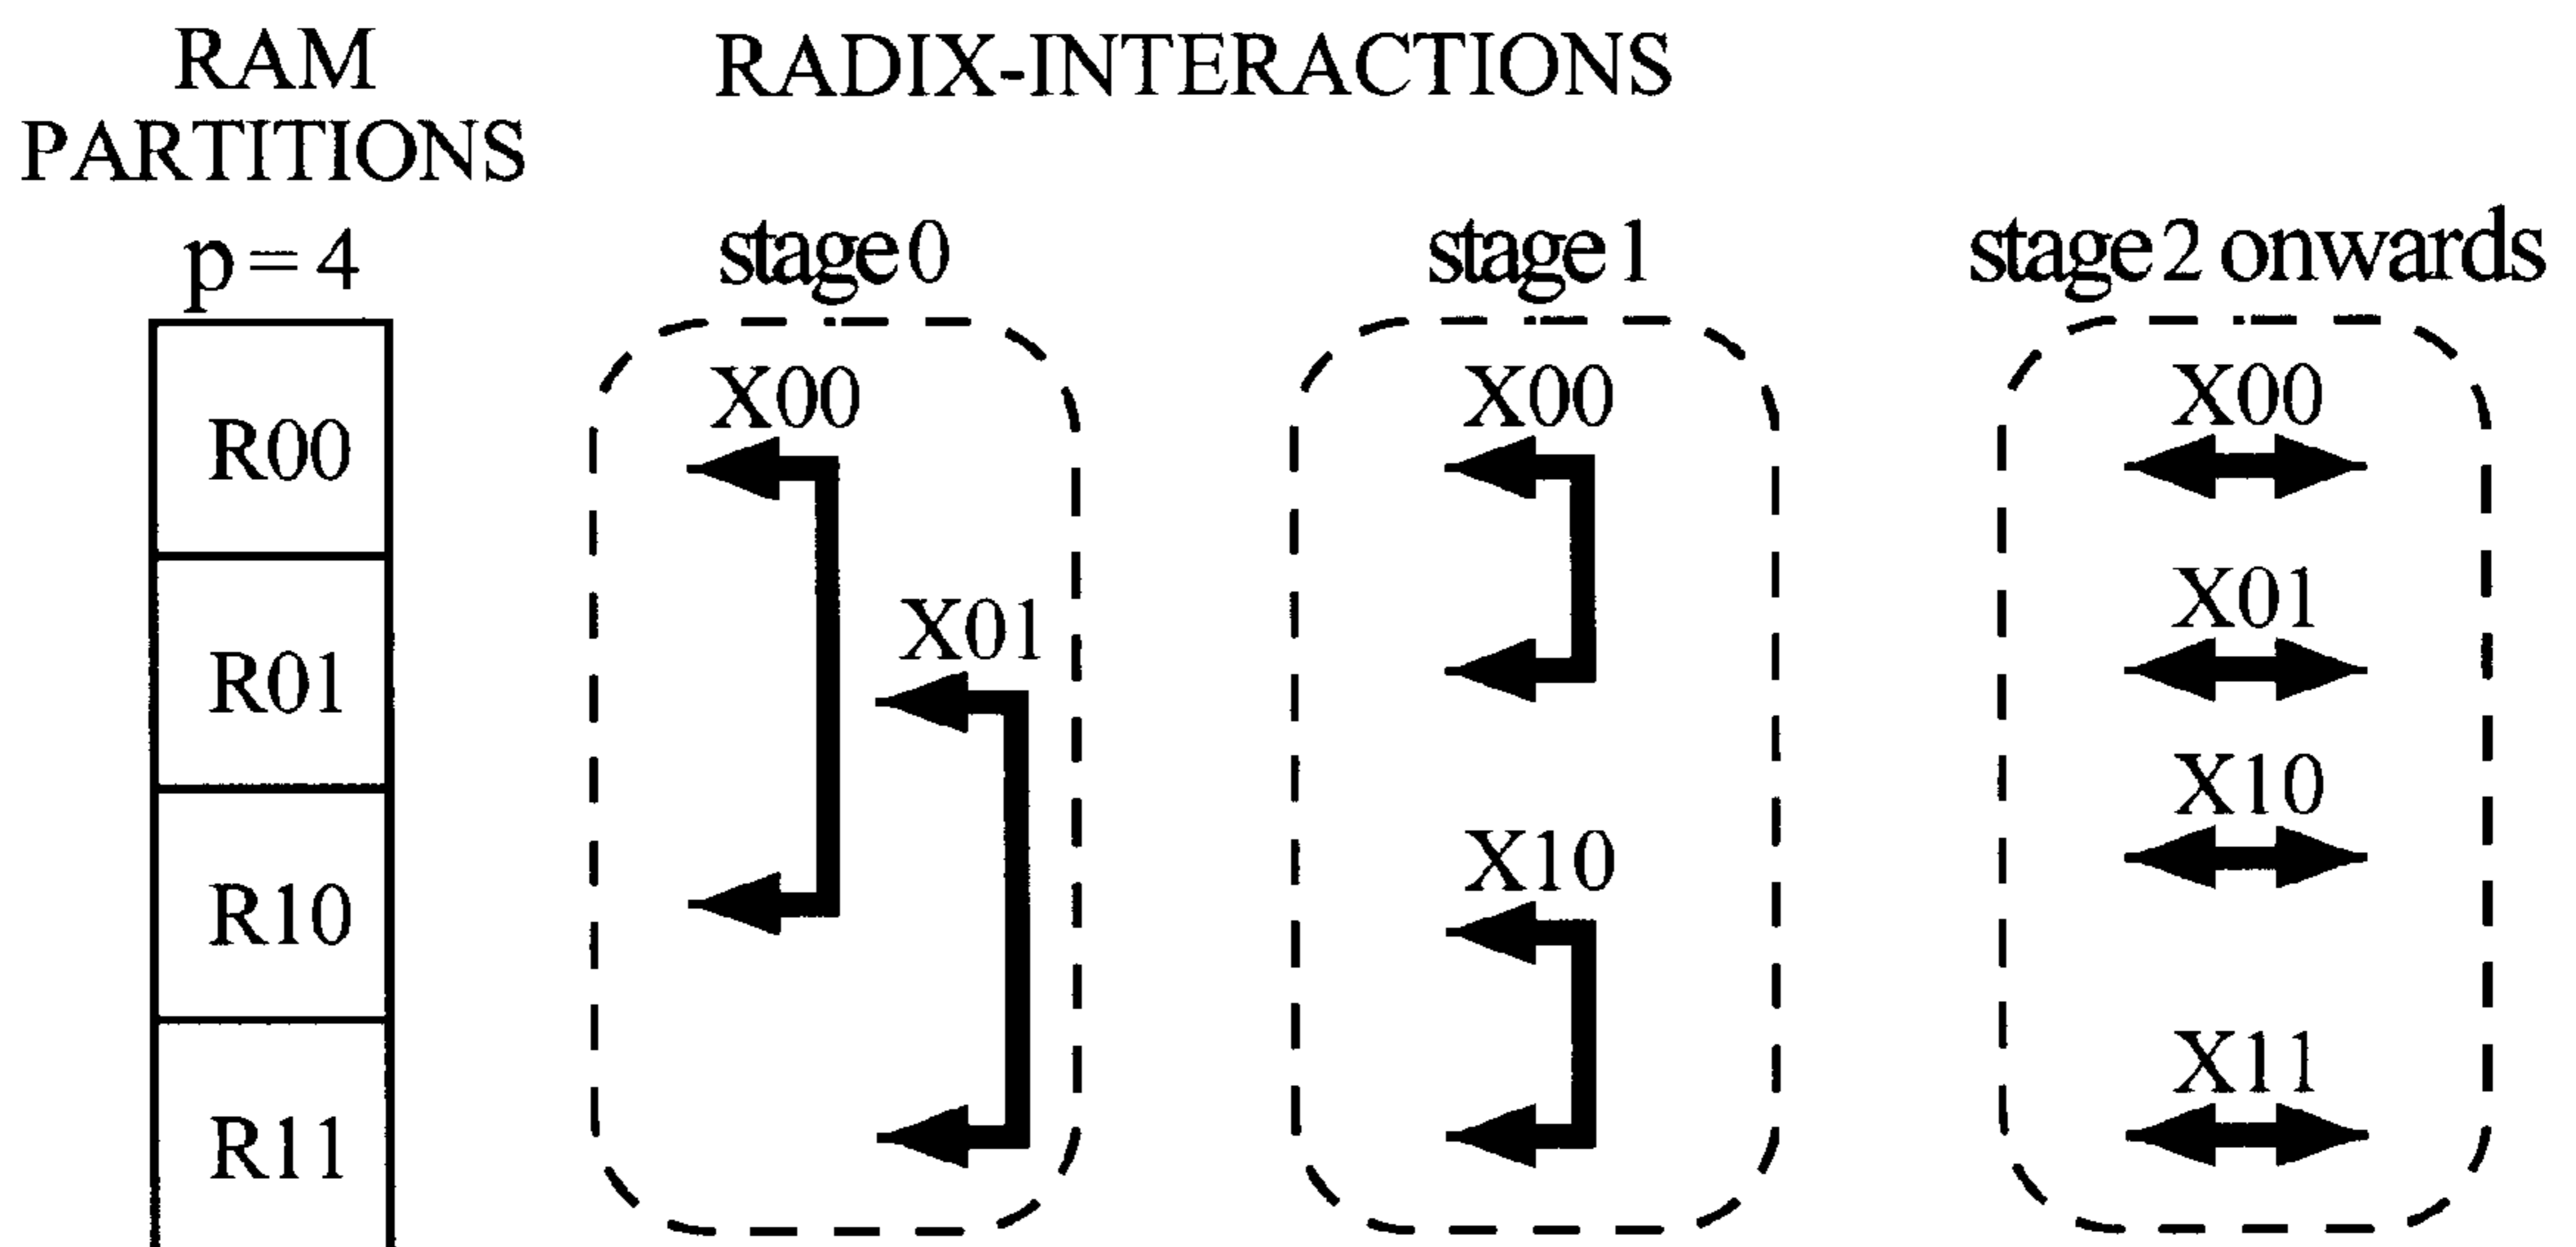 RAM
PARTITIONS
RADIX-INTERACTIONS
p = 4
stage 0
stage 1
stage 2 onwards
R00
R01
R10
R11
X00
X01
X00
X10
X00
X01
X10
X11